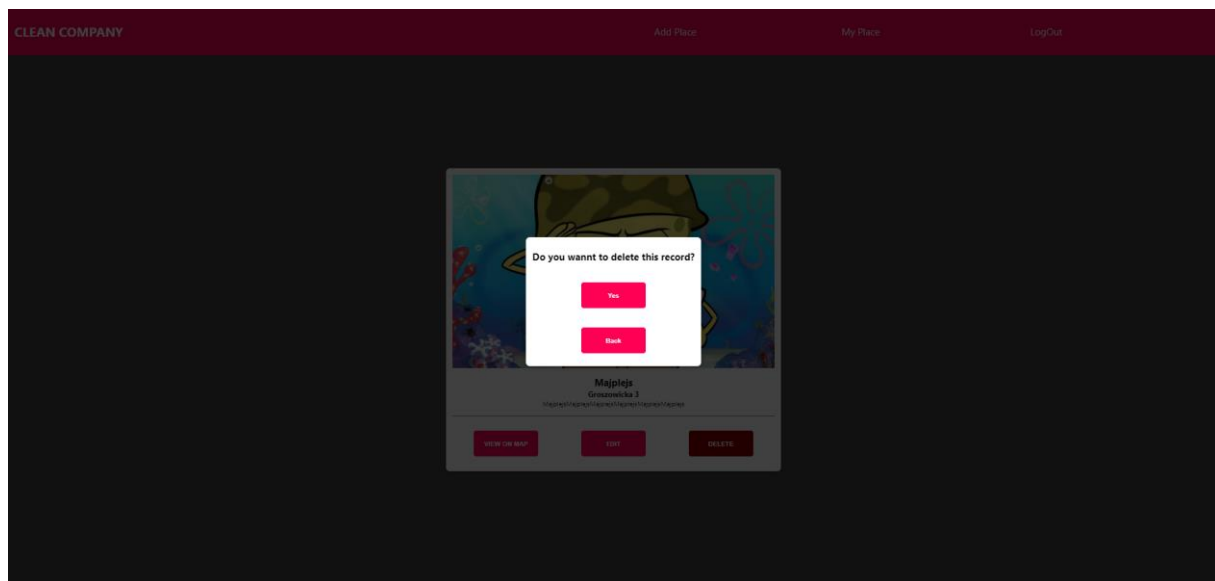 CLEAN COMPANY
Add Place
My Place
LogOut
Do you wannt to delete this record?
Yes
Back
Majplejs
Groszowicka 3
VIEW ON MAP
EDIT
DELETE